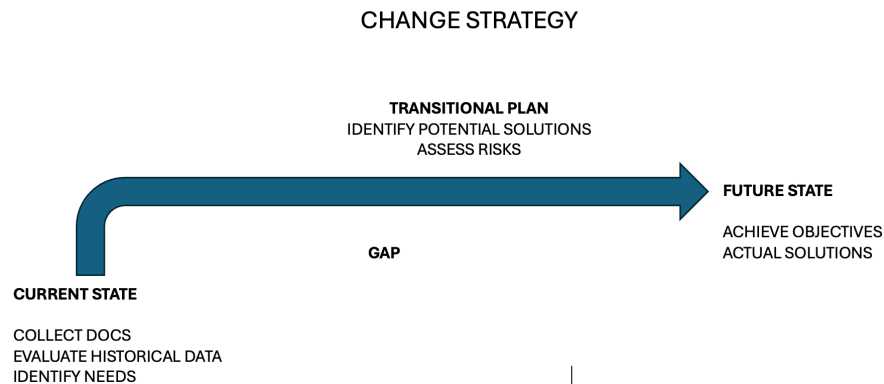 CHANGE STRATEGY
TRANSITIONAL PLAN
IDENTIFY POTENTIAL SOLUTIONS
ASSESS RISKS
FUTURE STATE
ACHIEVE OBJECTIVES
ACTUAL SOLUTIONS
GAP
CURRENT STATE
COLLECT DOCS
EVALUATE HISTORICAL DATA
IDENTIFY NEEDS